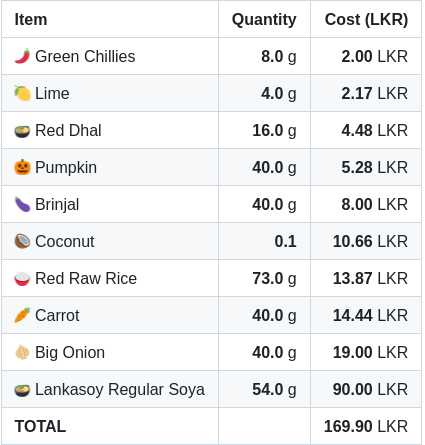 Item Quantity Cost (LKR)
🌶️ Green Chillies 8.0 g 2.00 LKR
🍋 Lime 4.0 g 2.17 LKR
🍲 Red Dhal 16.0 g 4.48 LKR
🎃 Pumpkin 40.0 g 5.28 LKR
🍆 Brinjal 40.0 g 8.00 LKR
🥥 Coconut 0.1 10.66 LKR
🍚 Red Raw Rice 73.0 g 13.87 LKR
🥕 Carrot 40.0 g 14.44 LKR
🧅 Big Onion 40.0 g 19.00 LKR
🍲 Lankasoy Regular Soya 54.0 g 90.00 LKR
TOTAL 169.90 LKR